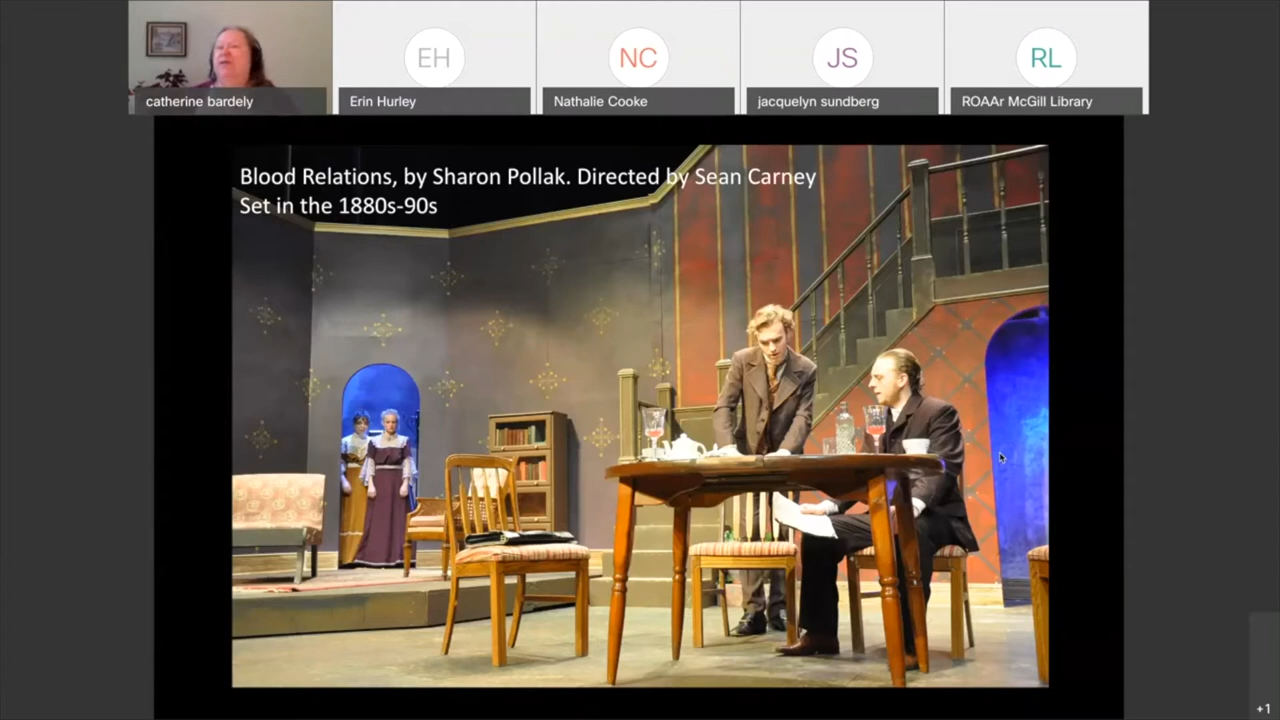 EH
NC
JS
RL
catherine bardely
Erin Hurley
Nathalie Cooke
jacquelyn sundberg
ROAAr McGill Library
Blood Relations, by Sharon Pollak. Directed by Sean Carney
Set in the 1880s-90s
+1